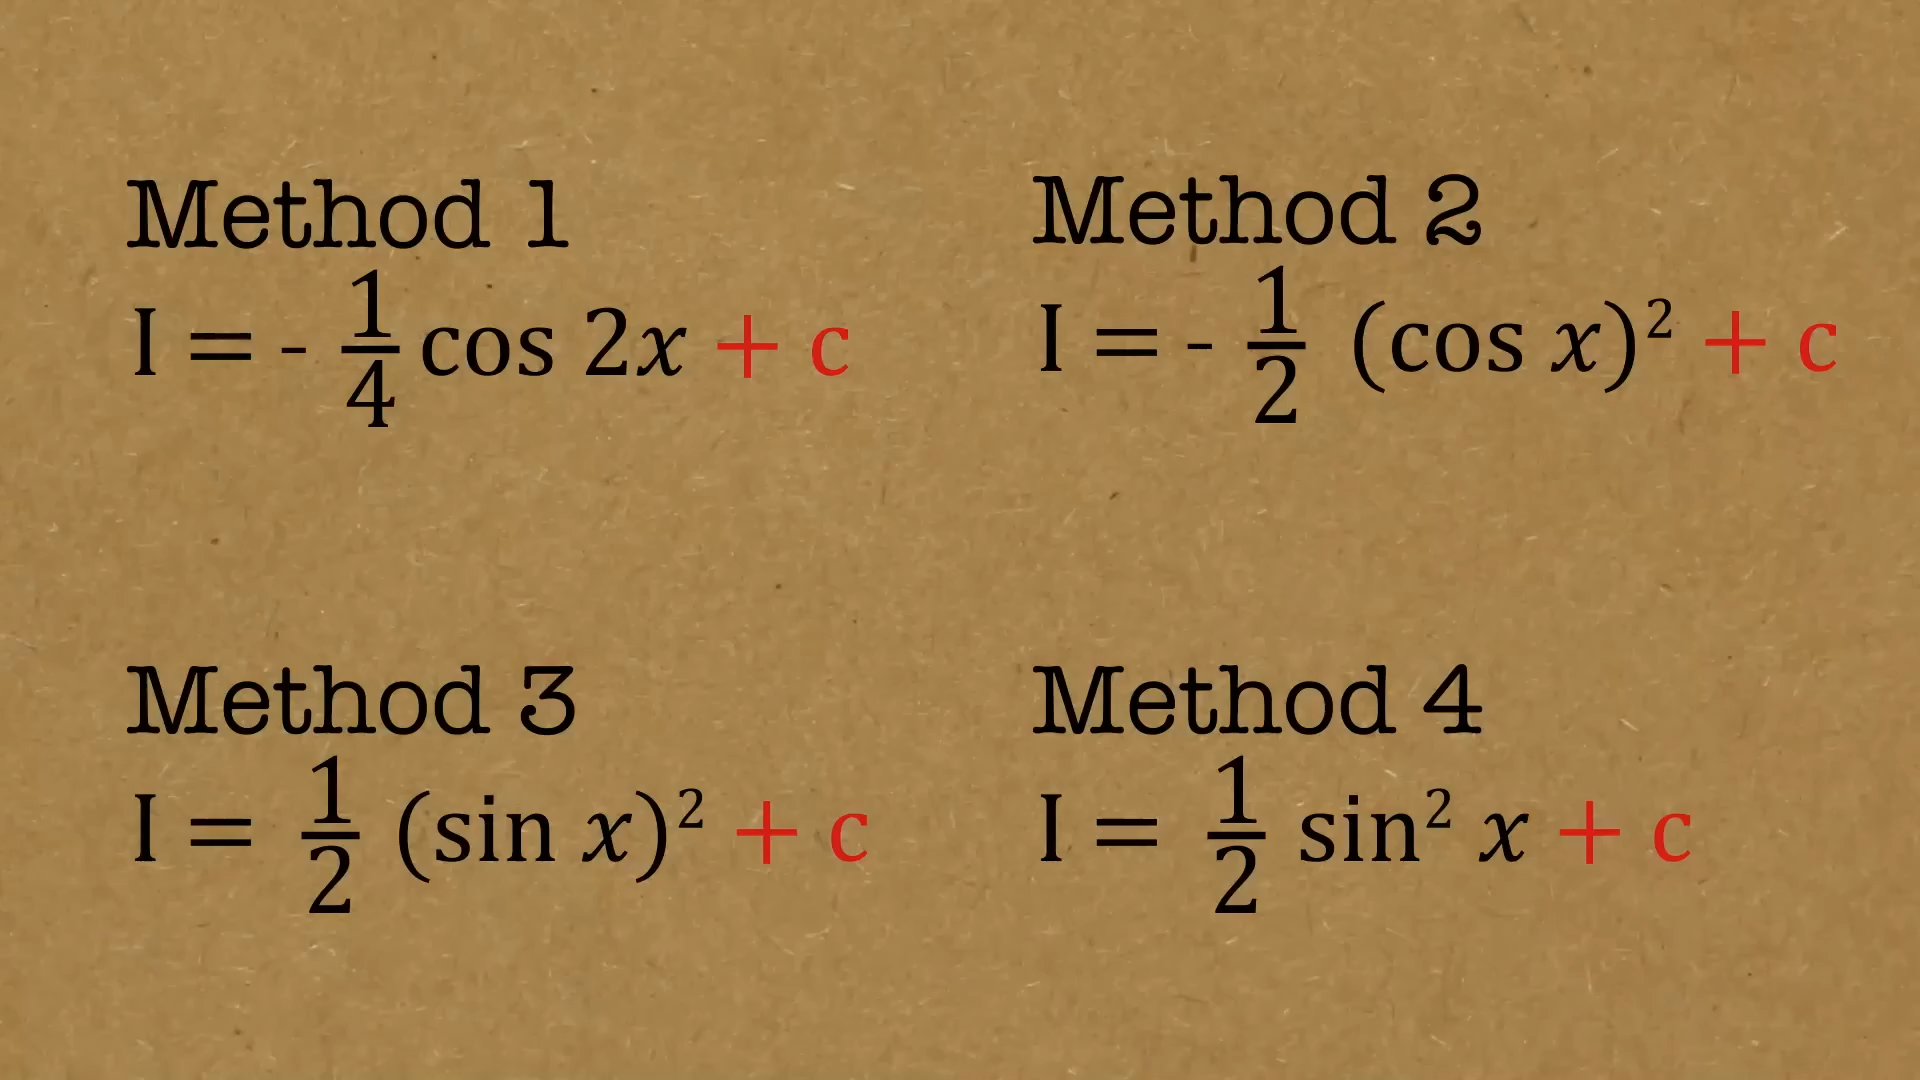 Method 1
I = - 1/4 cos 2x + c
Method 2
I = - 1/2 (cos x)² + c
Method 3
I = 1/2 (sin x)² + c
Method 4
I = 1/2 sin² x + c